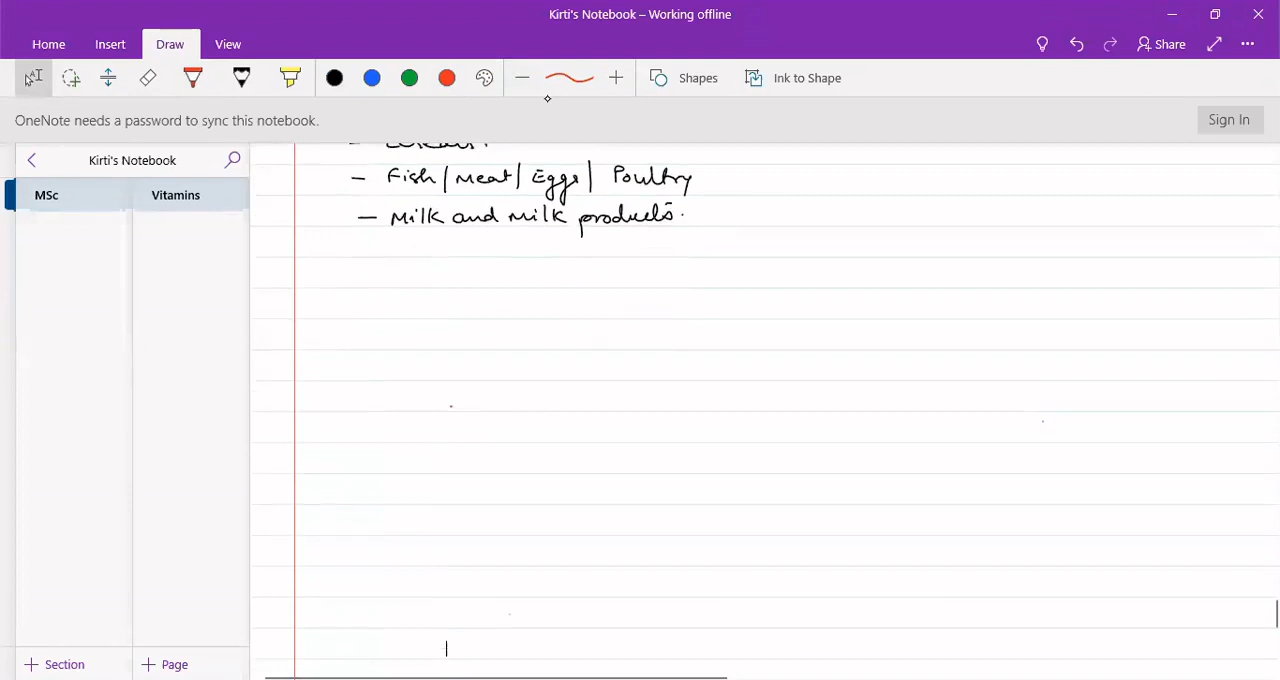 Kirti's Notebook – Working offline
Home Insert Draw View Share
Shapes Ink to Shape
OneNote needs a password to sync this notebook. Sign In
Kirti's Notebook
MSc Vitamins
- Fish/Meat/Eggs/ Poultry
- Milk and Milk products.
+ Section + Page